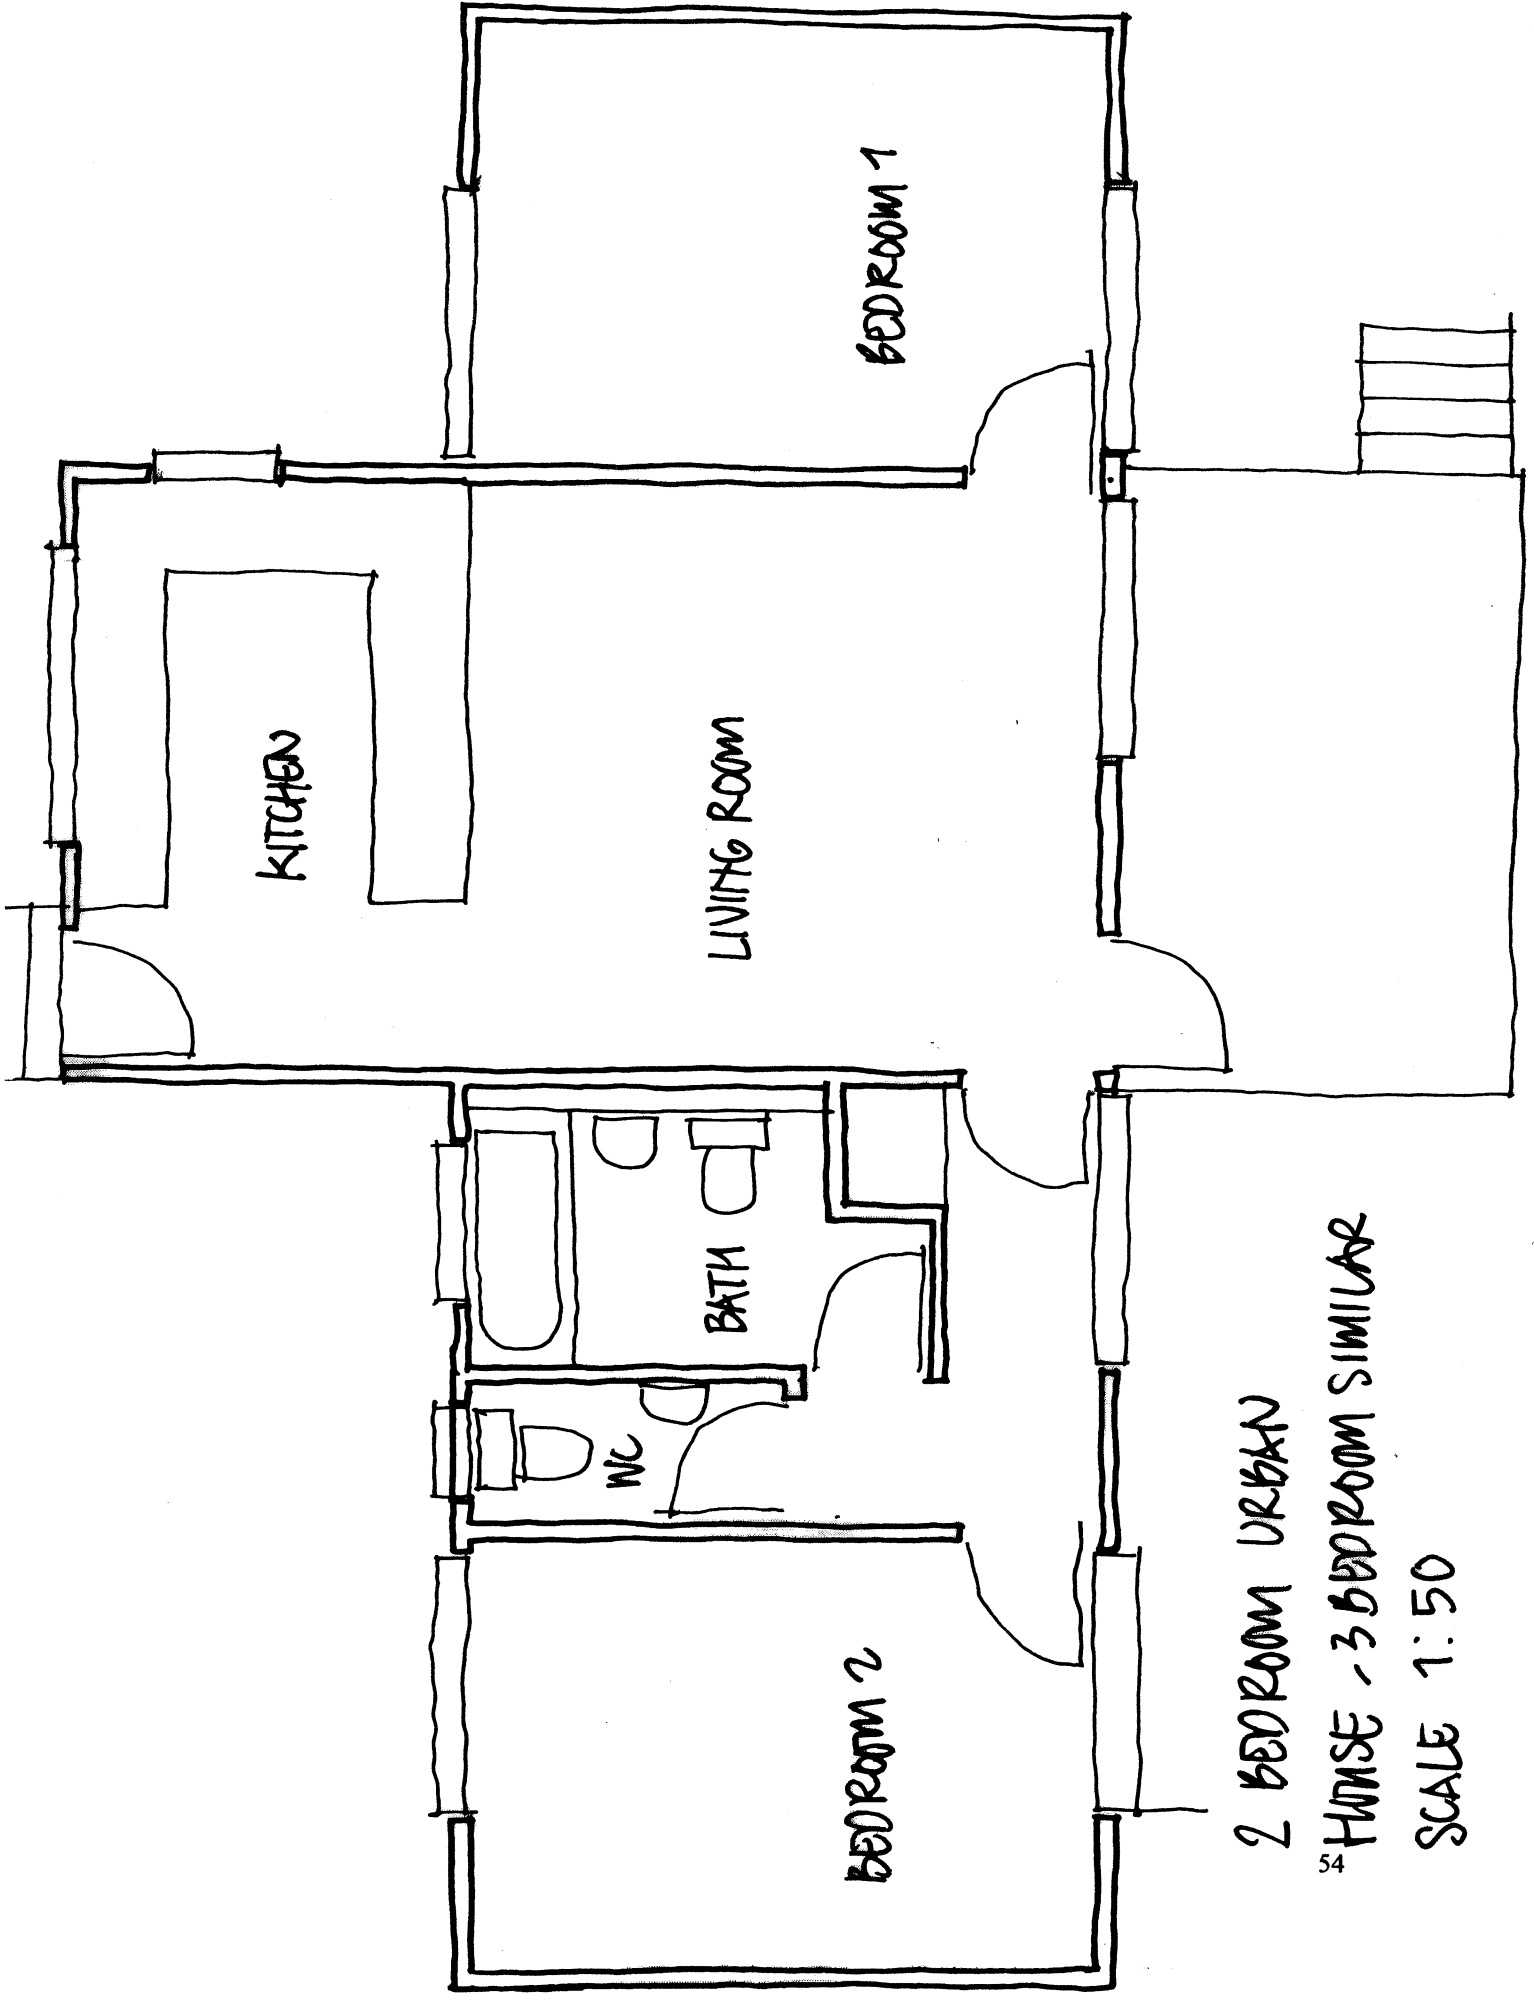 KITCHEN
BEDROOM 1
LIVING ROOM
BATH
WC
BEDROOM 2
2 BEDROOM URBAN
HOUSE - 3 BEDROOM SIMILAR
SCALE 1:50
54